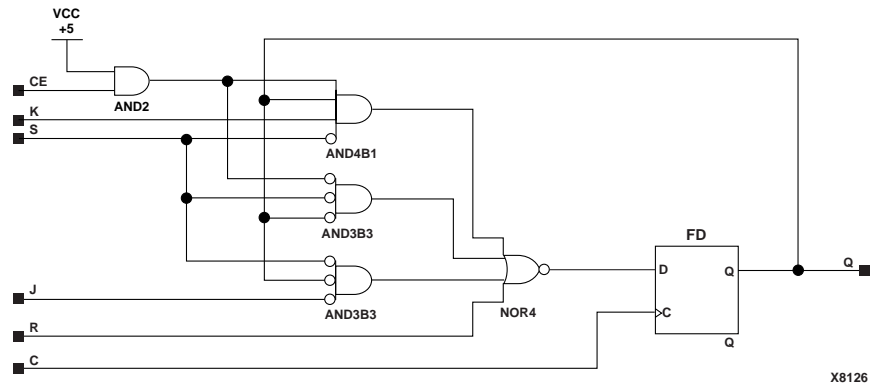 VCC
+5
CE
AND2
K
S
AND4B1
AND3B3
J
AND3B3
R
C
NOR4
FD
D
Q
C
Q
Q
X8126